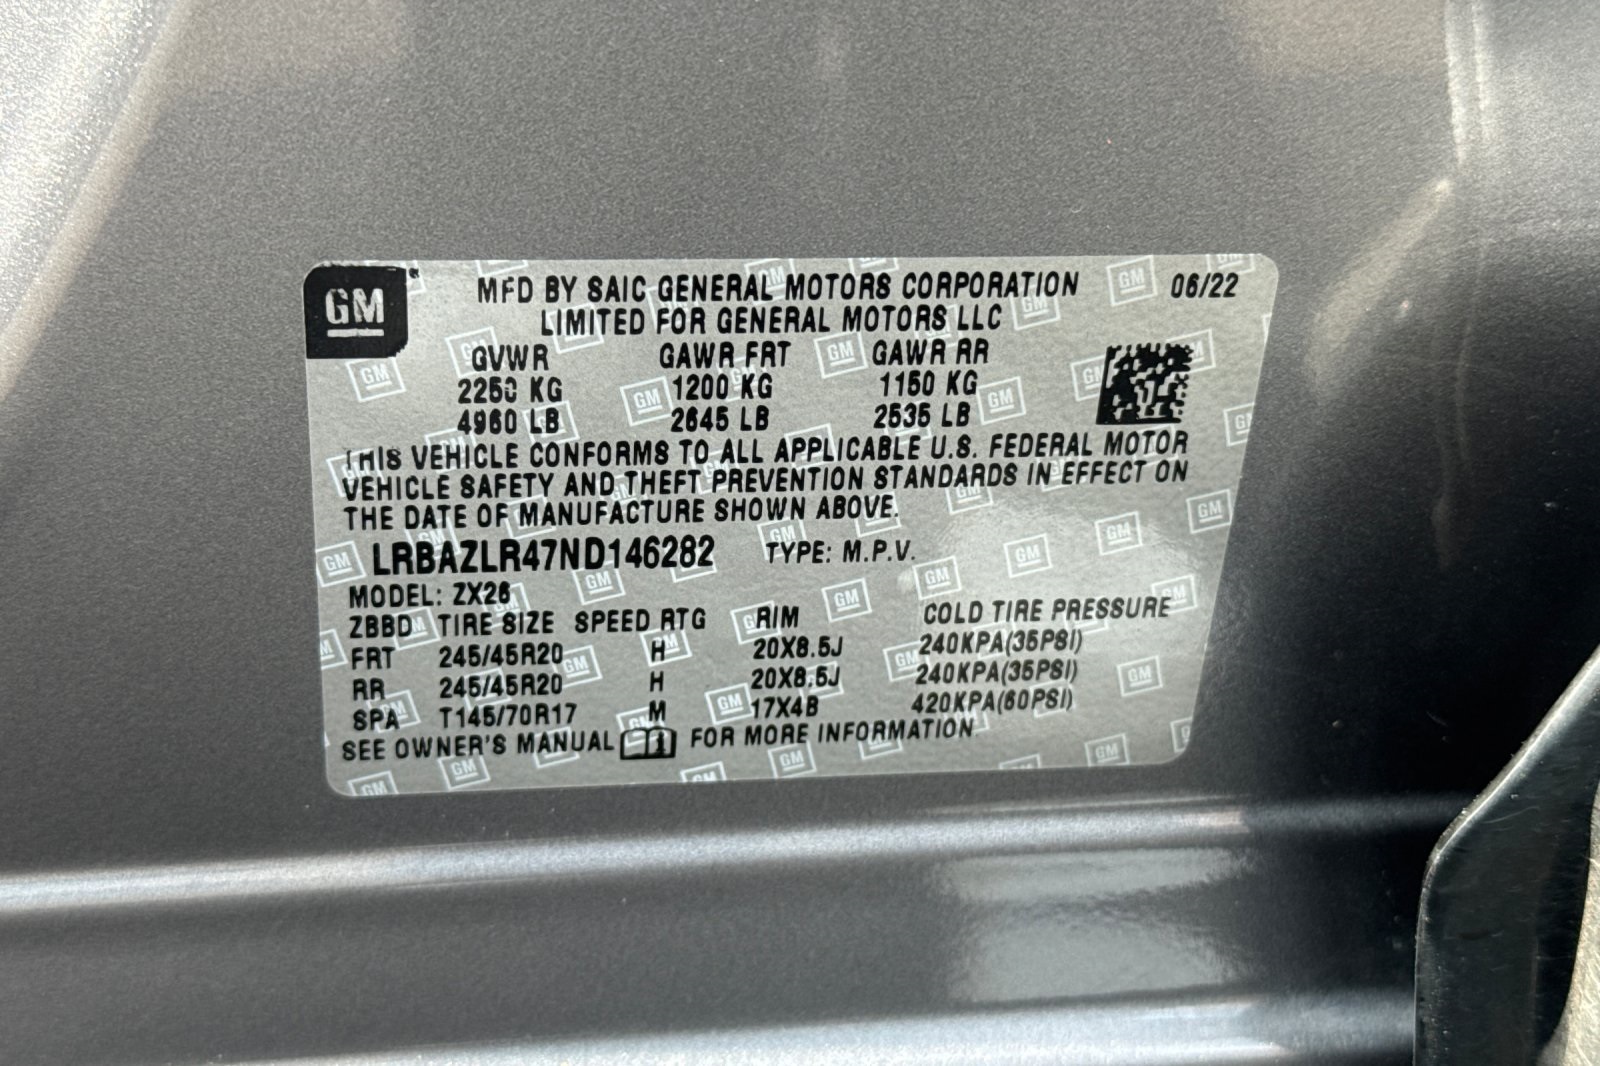 GM
MFD BY SAIC GENERAL MOTORS CORPORATION 06/22
LIMITED FOR GENERAL MOTORS LLC
GVWR GAWR FRT GAWR RR
2250 KG 1200 KG 1150 KG
4960 LB 2645 LB 2535 LB
THIS VEHICLE CONFORMS TO ALL APPLICABLE U.S. FEDERAL MOTOR
VEHICLE SAFETY AND THEFT PREVENTION STANDARDS IN EFFECT ON
THE DATE OF MANUFACTURE SHOWN ABOVE.
LRBAZLR47ND146282 TYPE: M.P.V.
MODEL: ZX26
ZBBD TIRE SIZE SPEED RTG RIM COLD TIRE PRESSURE
FRT 245/45R20 H 20X8.5J 240KPA(35PSI)
RR 245/45R20 H 20X8.5J 240KPA(35PSI)
SPA T145/70R17 M 17X4B 420KPA(60PSI)
SEE OWNER'S MANUAL FOR MORE INFORMATION